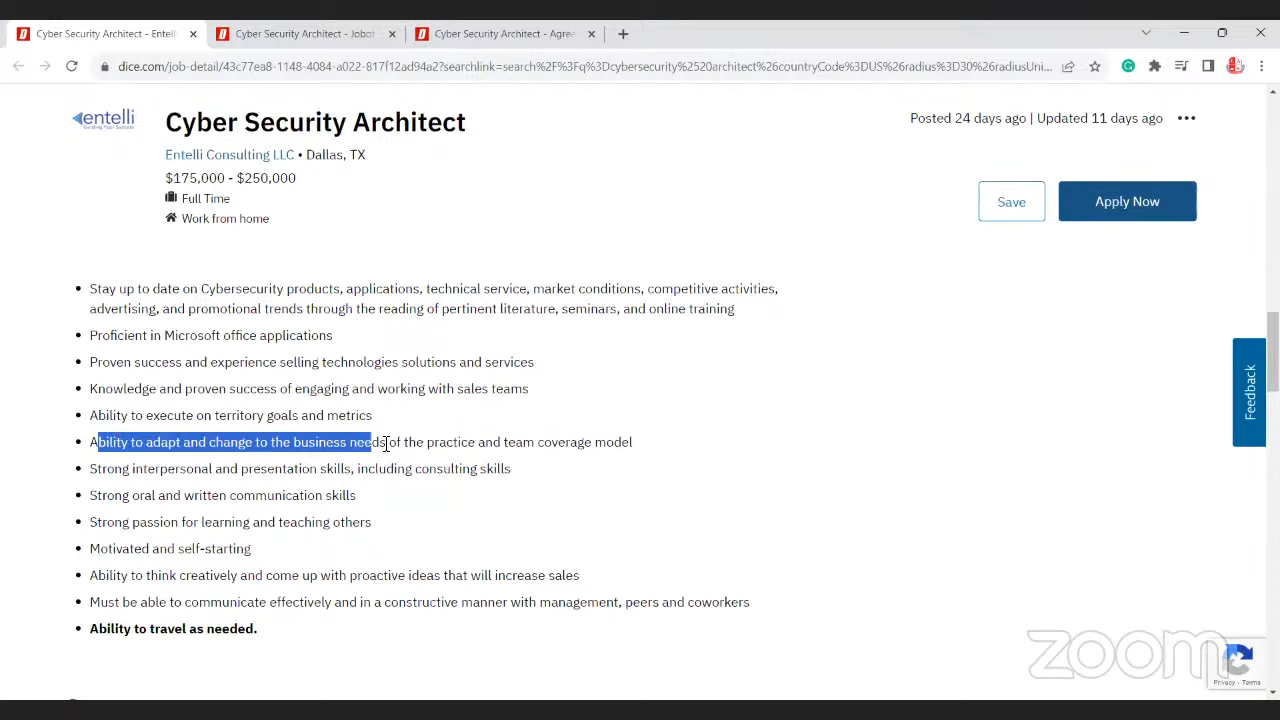 Cyber Security Architect - Entelli
Cyber Security Architect - Jobot
Cyber Security Architect - Agree
dice.com/job-detail/43c77ea8-1148-4084-a022-817f12ad94a2?searchlink=search%2F%3Fq%3Dcybersecurity%2520architect%26countryCode%3DUS%26radius%3D30%26radiusUni...
entelli
Cyber Security Architect
Posted 24 days ago | Updated 11 days ago
Entelli Consulting LLC • Dallas, TX
$175,000 - $250,000
Full Time
Work from home
Save
Apply Now
• Stay up to date on Cybersecurity products, applications, technical service, market conditions, competitive activities,
advertising, and promotional trends through the reading of pertinent literature, seminars, and online training
• Proficient in Microsoft office applications
• Proven success and experience selling technologies solutions and services
• Knowledge and proven success of engaging and working with sales teams
• Ability to execute on territory goals and metrics
• Ability to adapt and change to the business needs of the practice and team coverage model
• Strong interpersonal and presentation skills, including consulting skills
• Strong oral and written communication skills
• Strong passion for learning and teaching others
• Motivated and self-starting
• Ability to think creatively and come up with proactive ideas that will increase sales
• Must be able to communicate effectively and in a constructive manner with management, peers and coworkers
• Ability to travel as needed.
Feedback
zoom
Privacy - Terms